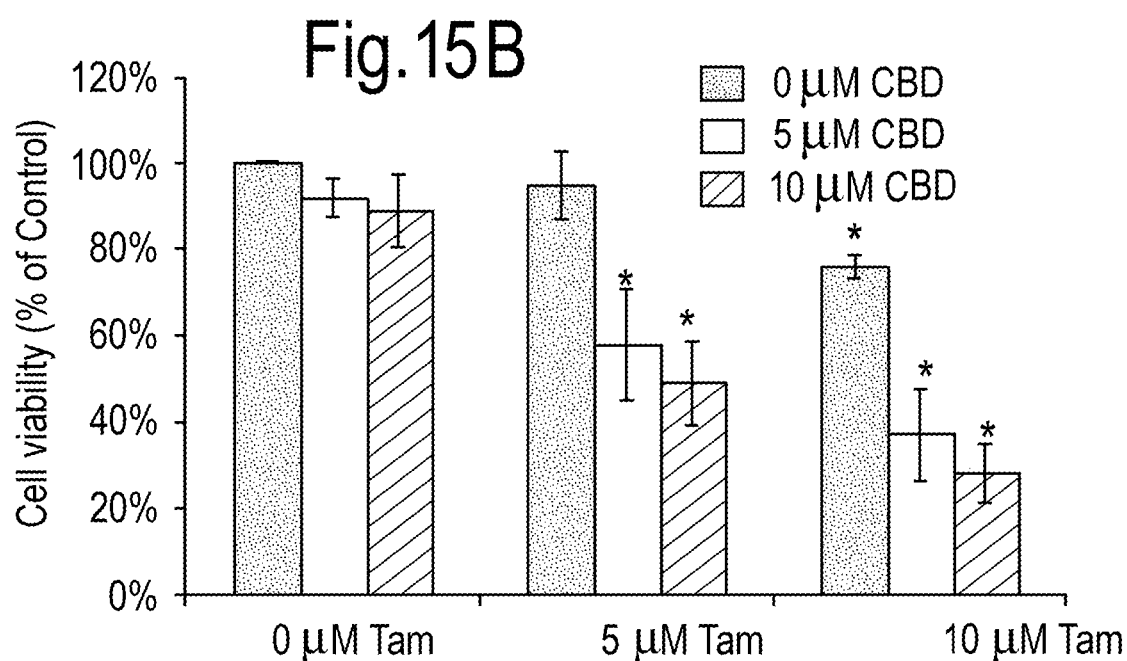 Fig.15B
120%
100%
80%
60%
40%
20%
0%
Cell viability (% of Control)
0 μM CBD
5 μM CBD
10 μM CBD
*
*
*
*
*
0 μM Tam
5 μM Tam
10 μM Tam